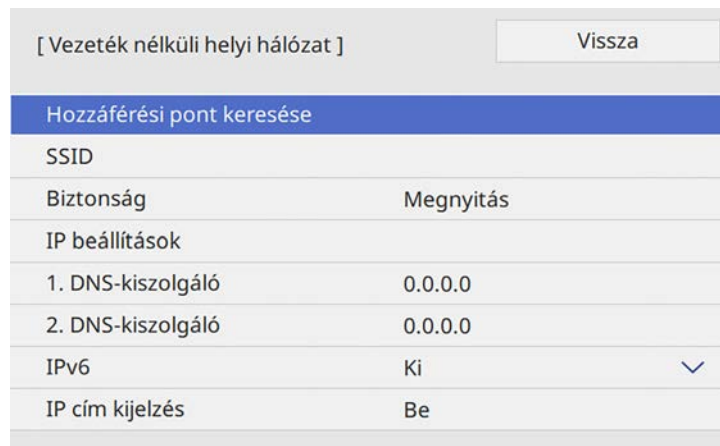 [ Vezeték nélküli helyi hálózat ] Vissza
Hozzáférési pont keresése
SSID
Biztonság Megnyitás
IP beállítások
1. DNS-kiszolgáló 0.0.0.0
2. DNS-kiszolgáló 0.0.0.0
IPv6 Ki
IP cím kijelzés Be